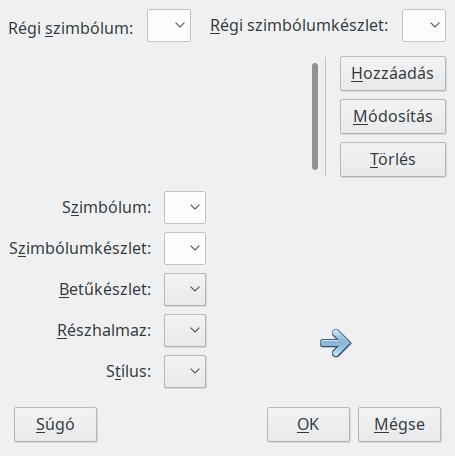 Régi szimbólum: Régi szimbólumkészlet:
Hozzáadás
Módosítás
Törlés
Szimbólum:
Szimbólumkészlet:
Betűkészlet:
Részhalmaz:
Stílus:
Súgó OK Mégse